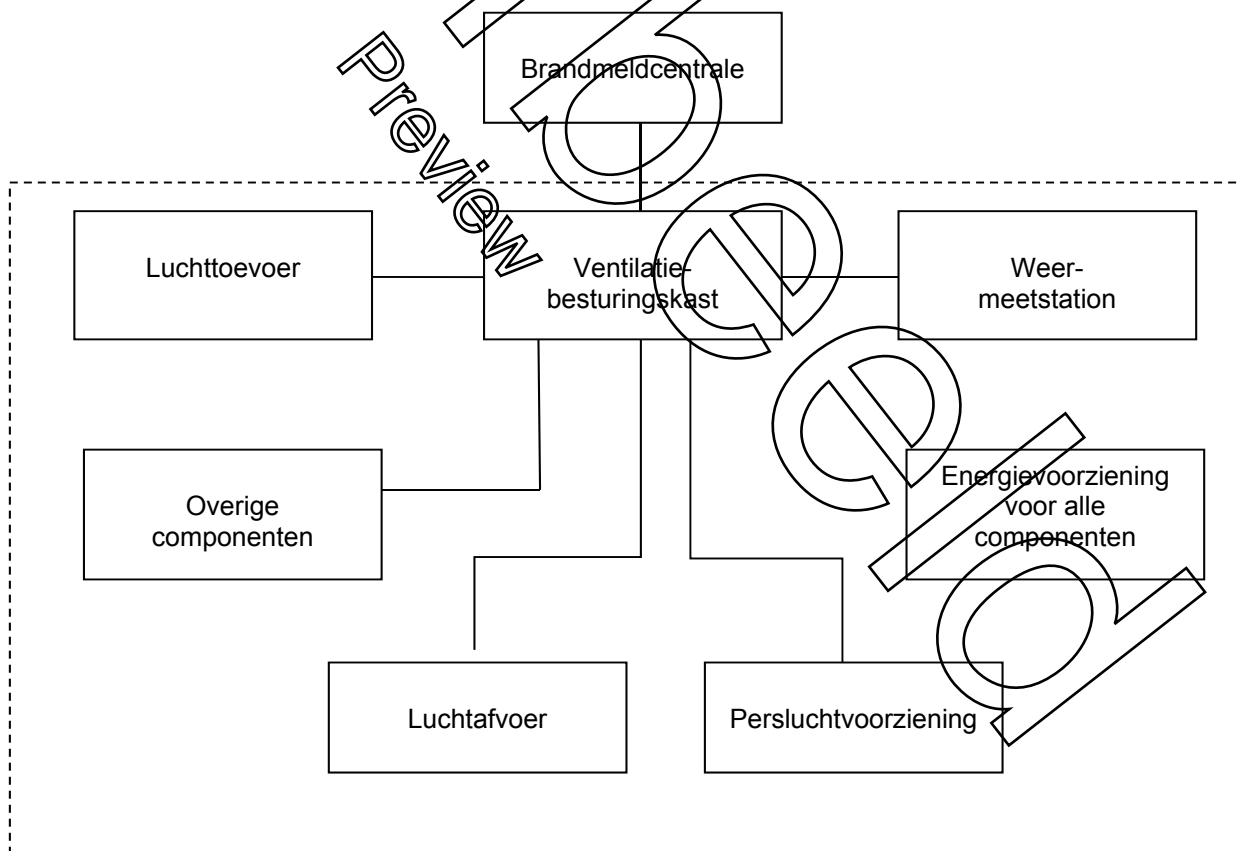 Brandmeldcentrale
Preview
Luchttoevoer
Ventilatie-
besturingskast
Weer-
meetstation
Overige
componenten
Energievoorziening
voor alle
componenten
Luchtafvoer
Persluchtvoorziening